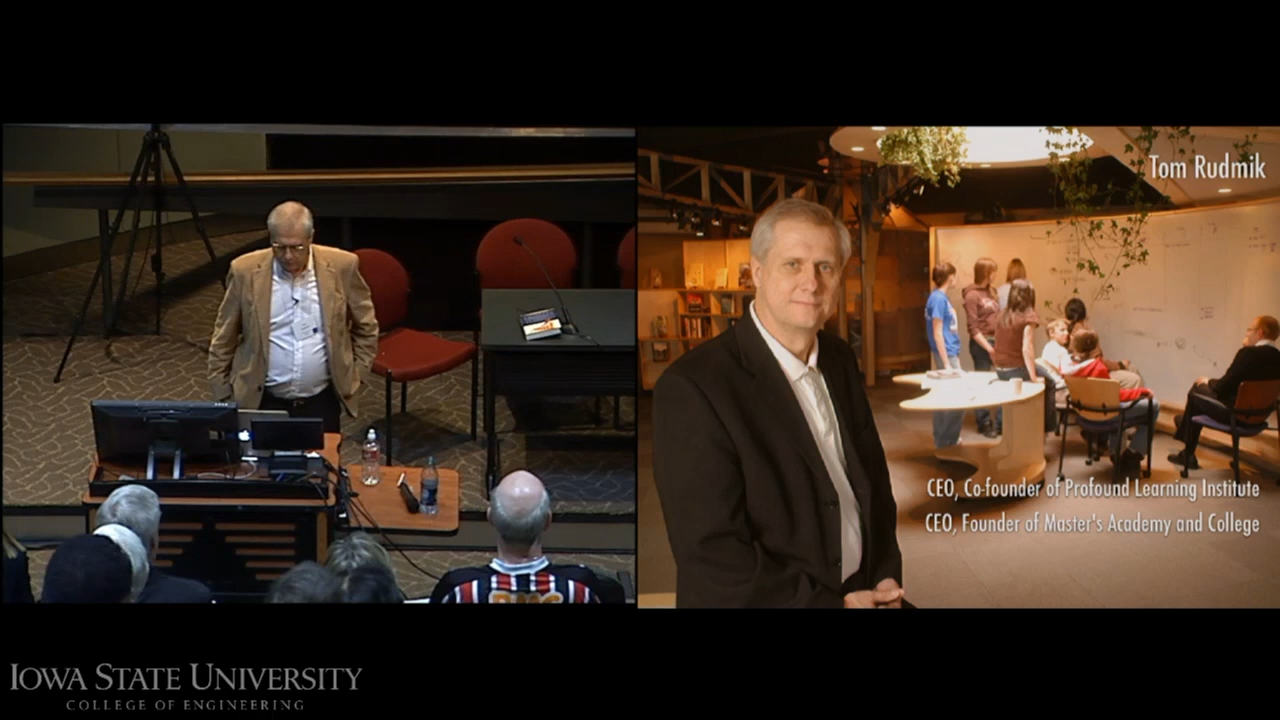 Tom Rudmik
CEO, Co-founder of Profound Learning Institute
CEO, Founder of Master's Academy and College
IOWA STATE UNIVERSITY
COLLEGE OF ENGINEERING